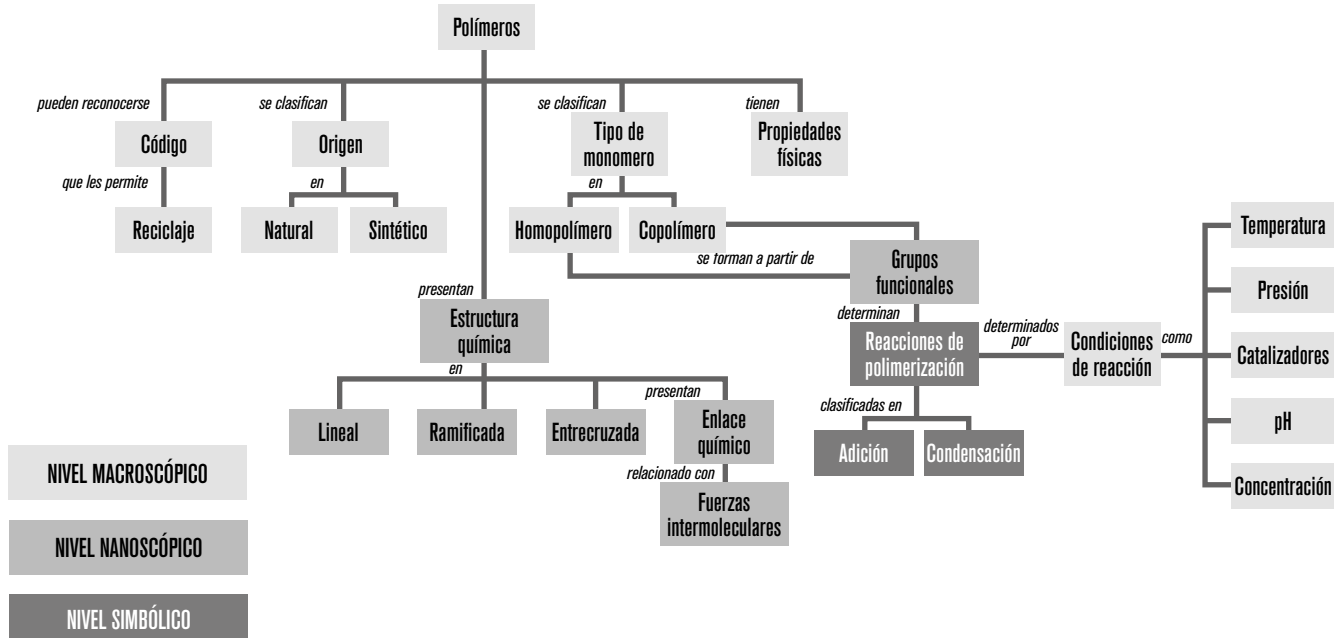 Polímeros
pueden reconocerse
se clasifican
se clasifican
tienen
Código
Origen
Tipo de
monomero
Propiedades
físicas
que les permite
en
en
Reciclaje
Natural
Sintético
Homopolímero
Copolímero
Temperatura
se forman a partir de
Grupos
funcionales
Presión
presentan
Estructura
química
determinan
Reacciones de
polimerización
determinados
por
Condiciones
de reacción
como
Catalizadores
en
presentan
clasificadas en
Lineal
Ramificada
Entrecruzada
Enlace
químico
Adición
Condensación
pH
relacionado con
Fuerzas
intermoleculares
Concentración
NIVEL MACROSCÓPICO
NIVEL NANOSCÓPICO
NIVEL SIMBÓLICO